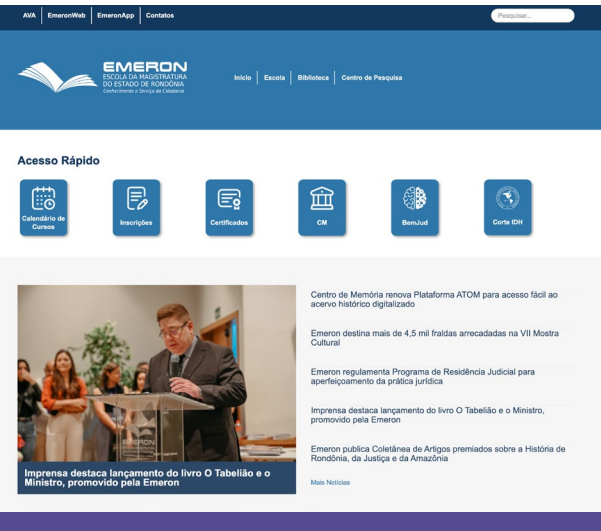 AVA EmeronWeb EmeronApp Contatos Pesquisar...
EMERON
ESCOLA DA MAGISTRATURA
DO ESTADO DE RONDÔNIA
Conhecimento a Serviço da Cidadania
Início Escola Biblioteca Centro de Pesquisa
Acesso Rápido
Calendário de
Cursos
Inscrições
Certificados
CM
BemJud
Corte IDH
EMERON
Imprensa destaca lançamento do livro O Tabelião e o
Ministro, promovido pela Emeron
Centro de Memória renova Plataforma ATOM para acesso fácil ao
acervo histórico digitalizado
Emeron destina mais de 4,5 mil fraldas arrecadadas na VII Mostra
Cultural
Emeron regulamenta Programa de Residência Judicial para
aperfeiçoamento da prática jurídica
Imprensa destaca lançamento do livro O Tabelião e o Ministro,
promovido pela Emeron
Emeron publica Coletânea de Artigos premiados sobre a História de
Rondônia, da Justiça e da Amazônia
Mais Notícias